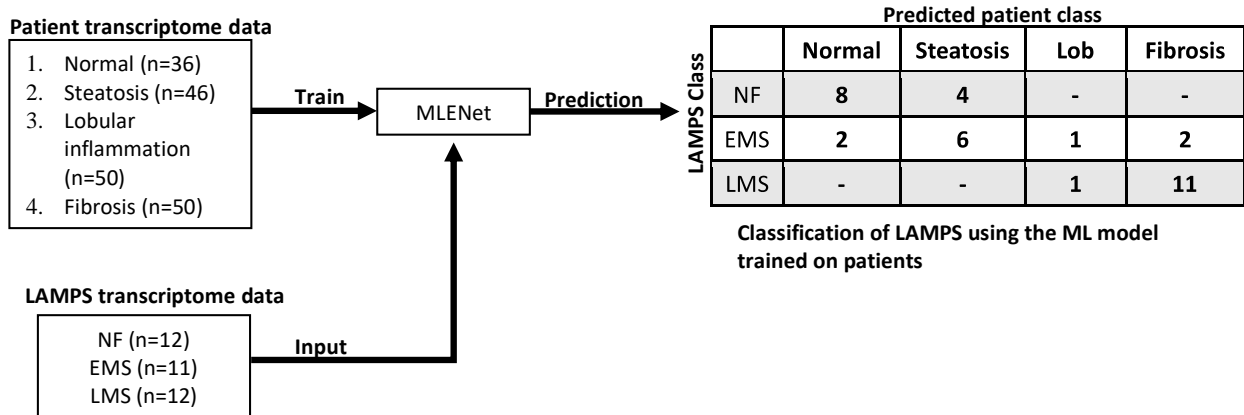 Patient transcriptome data
1. Normal (n=36)
2. Steatosis (n=46)
3. Lobular
inflammation
(n=50)
4. Fibrosis (n=50)
Train
MLENet
Prediction
LAMPS transcriptome data
NF (n=12)
EMS (n=11)
LMS (n=12)
Input
Predicted patient class
LAMPS Class
Normal Steatosis Lob Fibrosis
NF 8 4 - -
EMS 2 6 1 2
LMS - - 1 11
Classification of LAMPS using the ML model
trained on patients